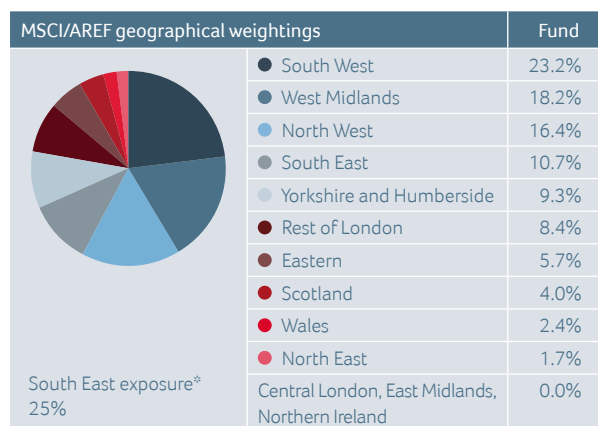 MSCI/AREF geographical weightings Fund
South West 23.2%
West Midlands 18.2%
North West 16.4%
South East 10.7%
Yorkshire and Humberside 9.3%
Rest of London 8.4%
Eastern 5.7%
Scotland 4.0%
Wales 2.4%
North East 1.7%
Central London, East Midlands, 0.0%
Northern Ireland
South East exposure*
25%